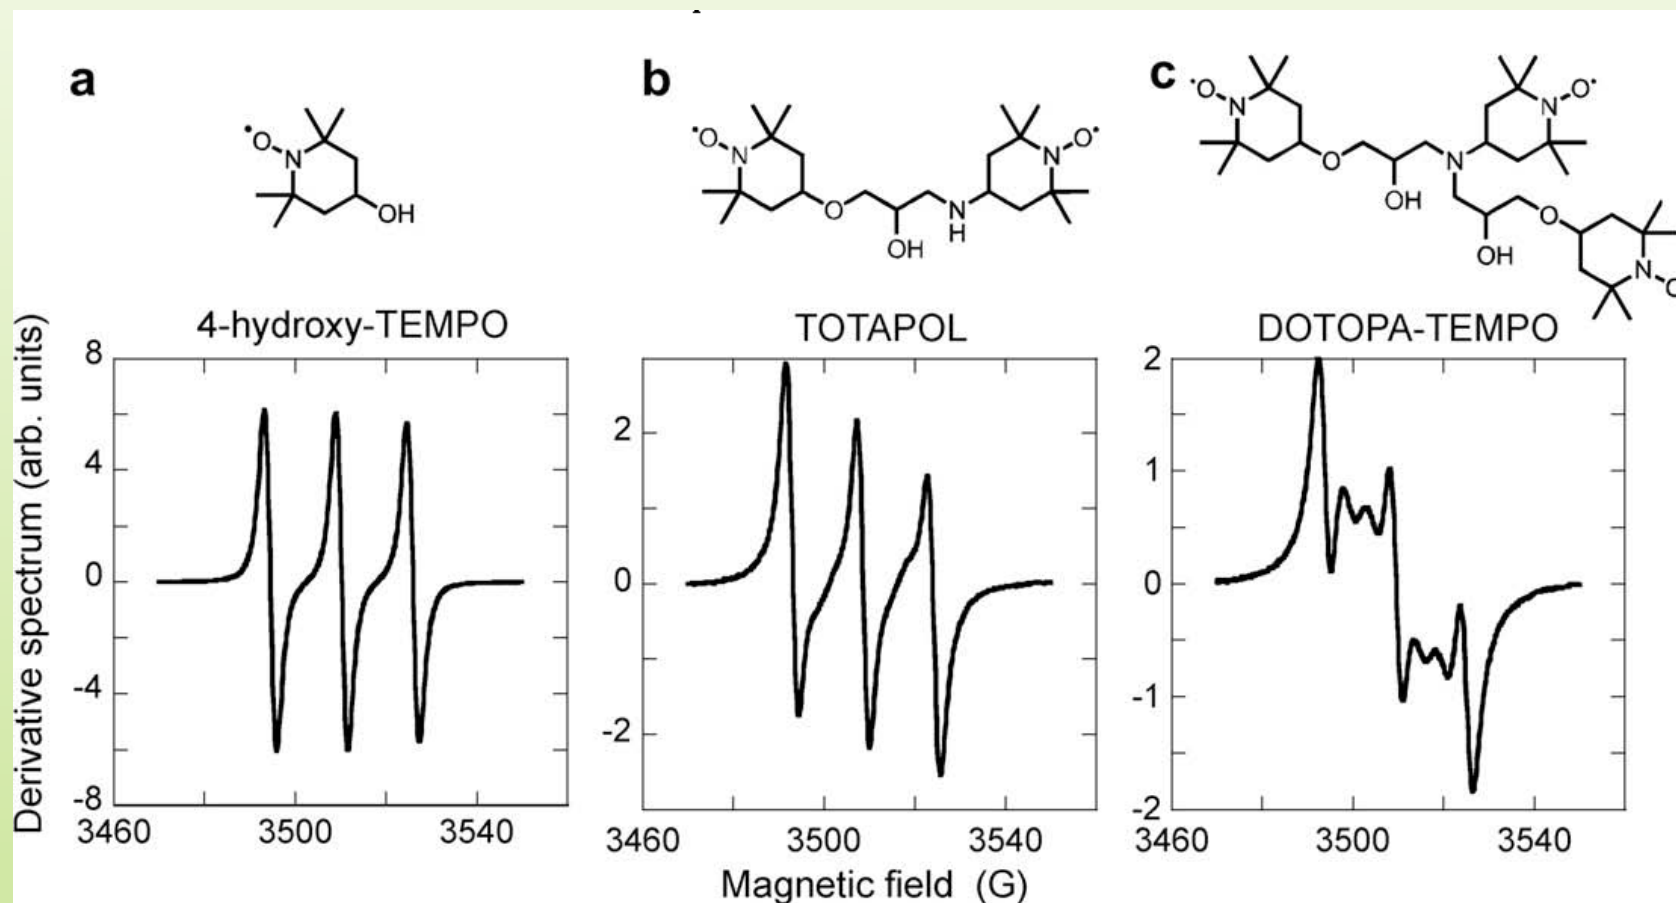 a
b
c
•O
N
OH
•O
N
O
OH
N
H
N
O•
•O
N
O
OH
N
N
O•
OH
O
N
4-hydroxy-TEMPO
TOTAPOL
DOTOPA-TEMPO
Derivative spectrum (arb. units)
8
4
0
-4
-8
3460
3500
3540
2
0
-2
3460
3500
3540
2
1
0
-1
-2
3460
3500
3540
Magnetic field (G)